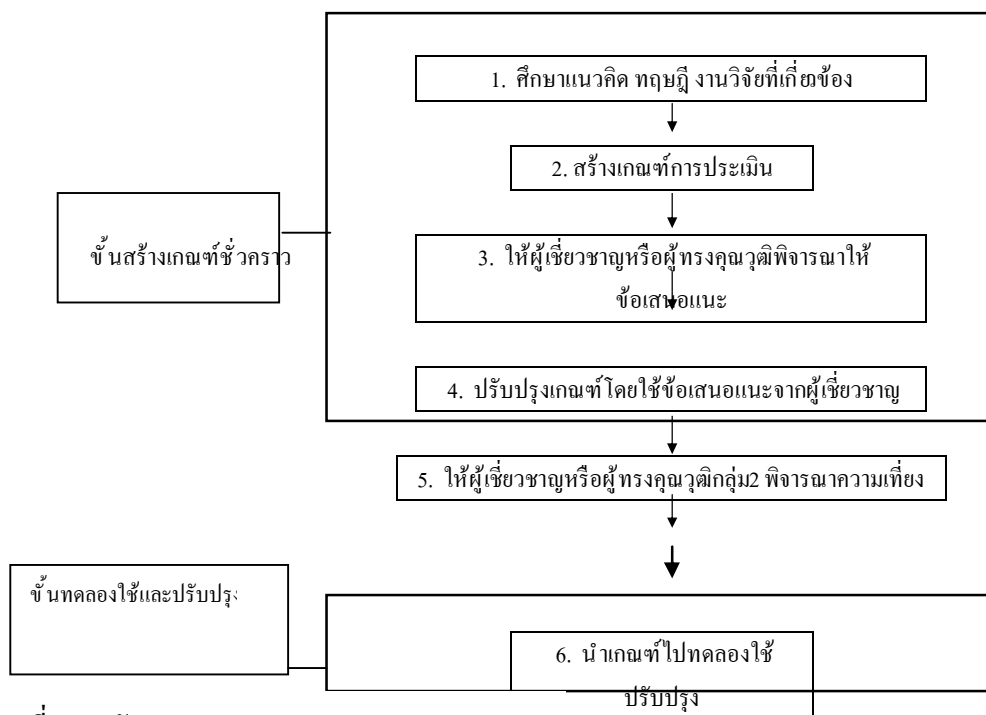 1. ศึกษาแนวคิด ทฤษฎี งานวิจัยที่เกี่ยวข้อง
2. สร้างเกณฑ์การประเมิน
ขั้นสร้างเกณฑ์ชั่วคราว
3. ให้ผู้เชี่ยวชาญหรือผู้ทรงคุณวุฒิพิจารณาให้
ข้อเสนอแนะ
4. ปรับปรุงเกณฑ์โดยใช้ข้อเสนอแนะจากผู้เชี่ยวชาญ
5. ให้ผู้เชี่ยวชาญหรือผู้ทรงคุณวุฒิกลุ่ม2 พิจารณาความเที่ยง
ขั้นทดลองใช้และปรับปรุง
6. นำเกณฑ์ไปทดลองใช้
ปรับปรุง